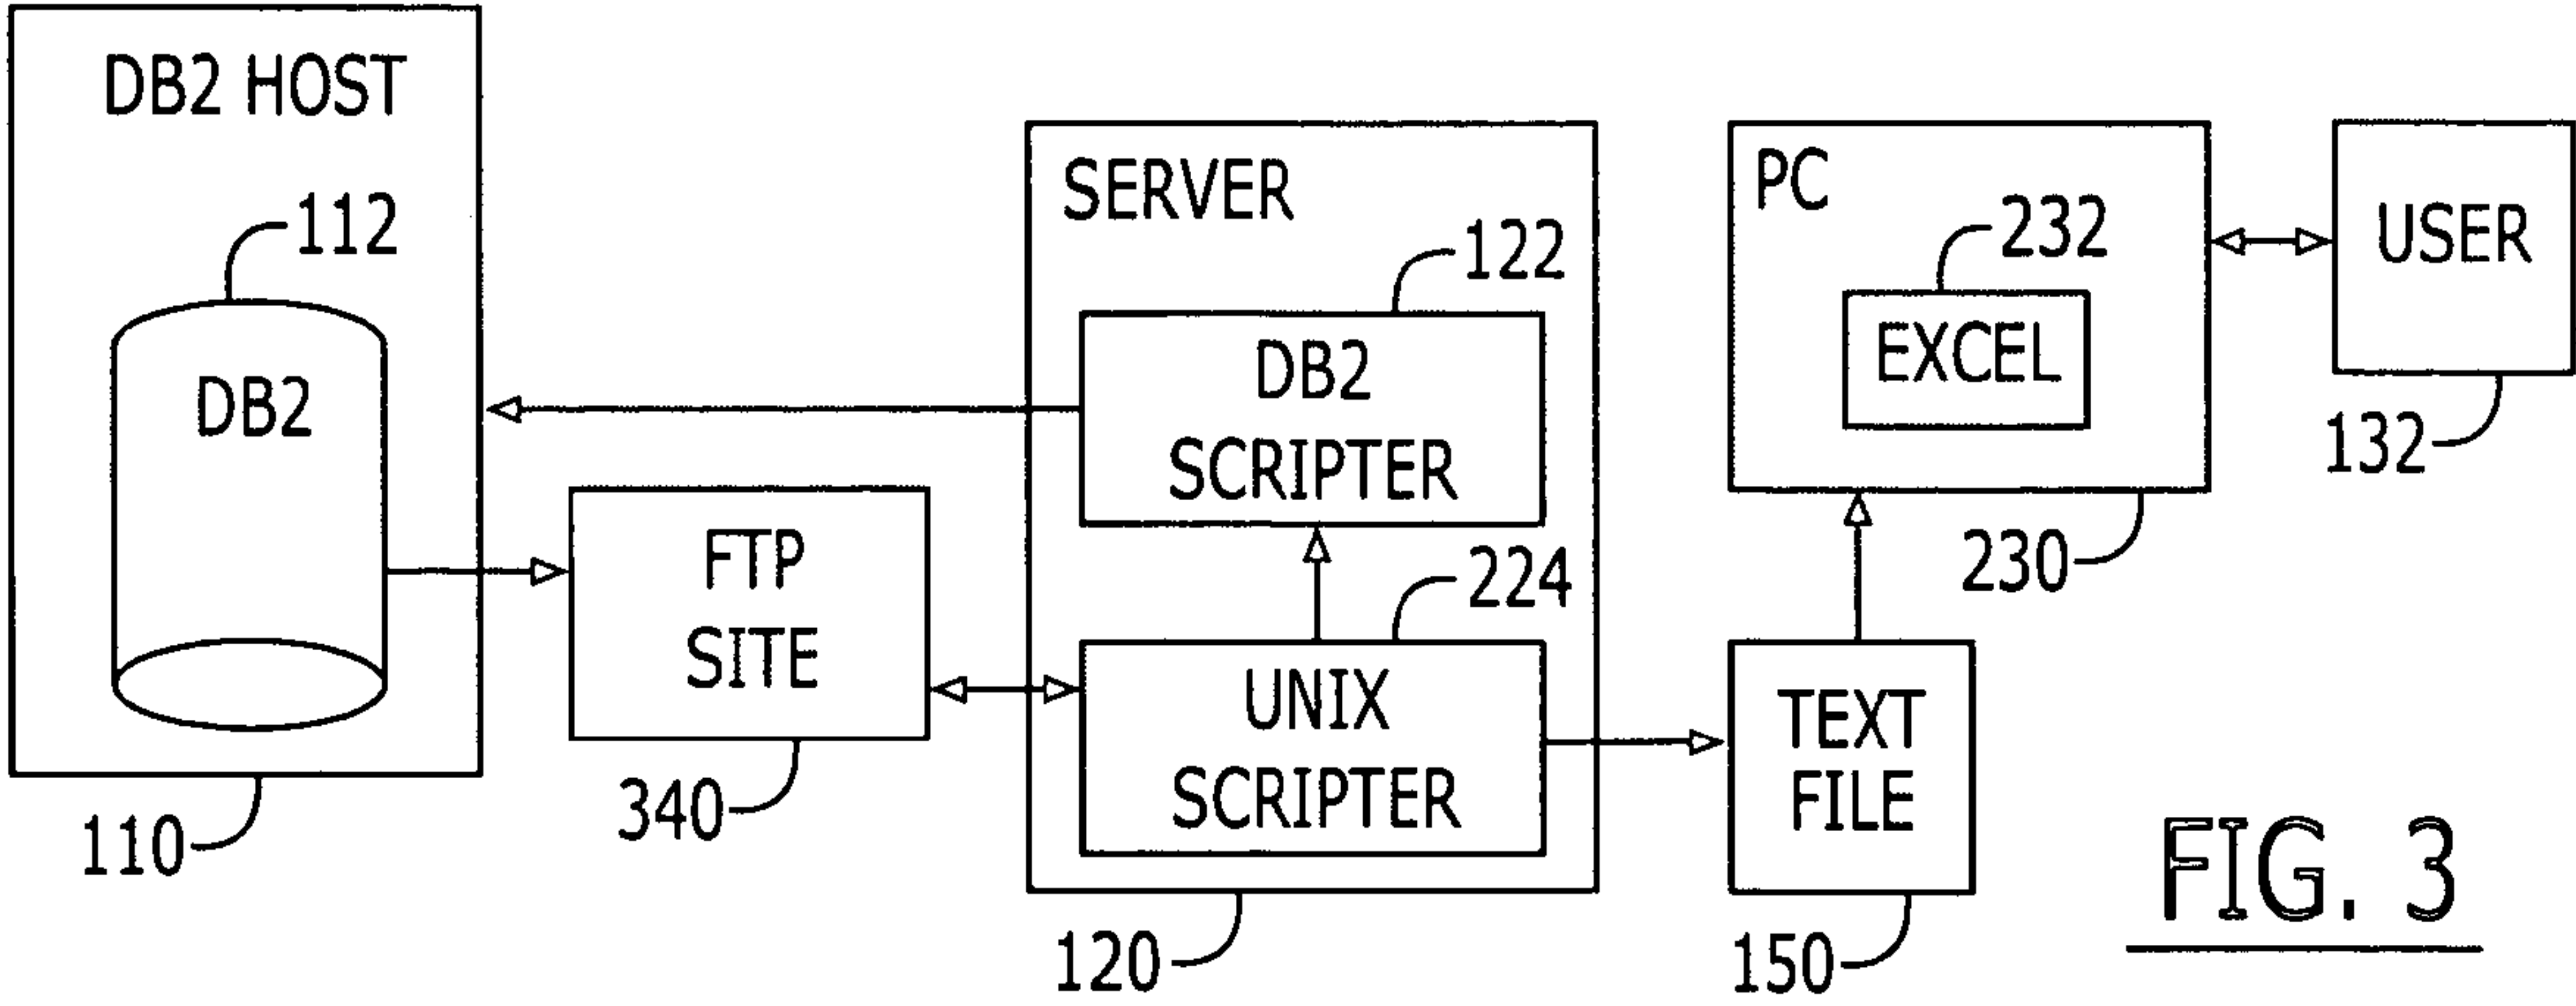 DB2 HOST
112
DB2
110
FTP
SITE
340
SERVER
122
DB2
SCRIPTER
224
UNIX
SCRIPTER
120
PC
232
EXCEL
230
USER
132
TEXT
FILE
150
FIG. 3